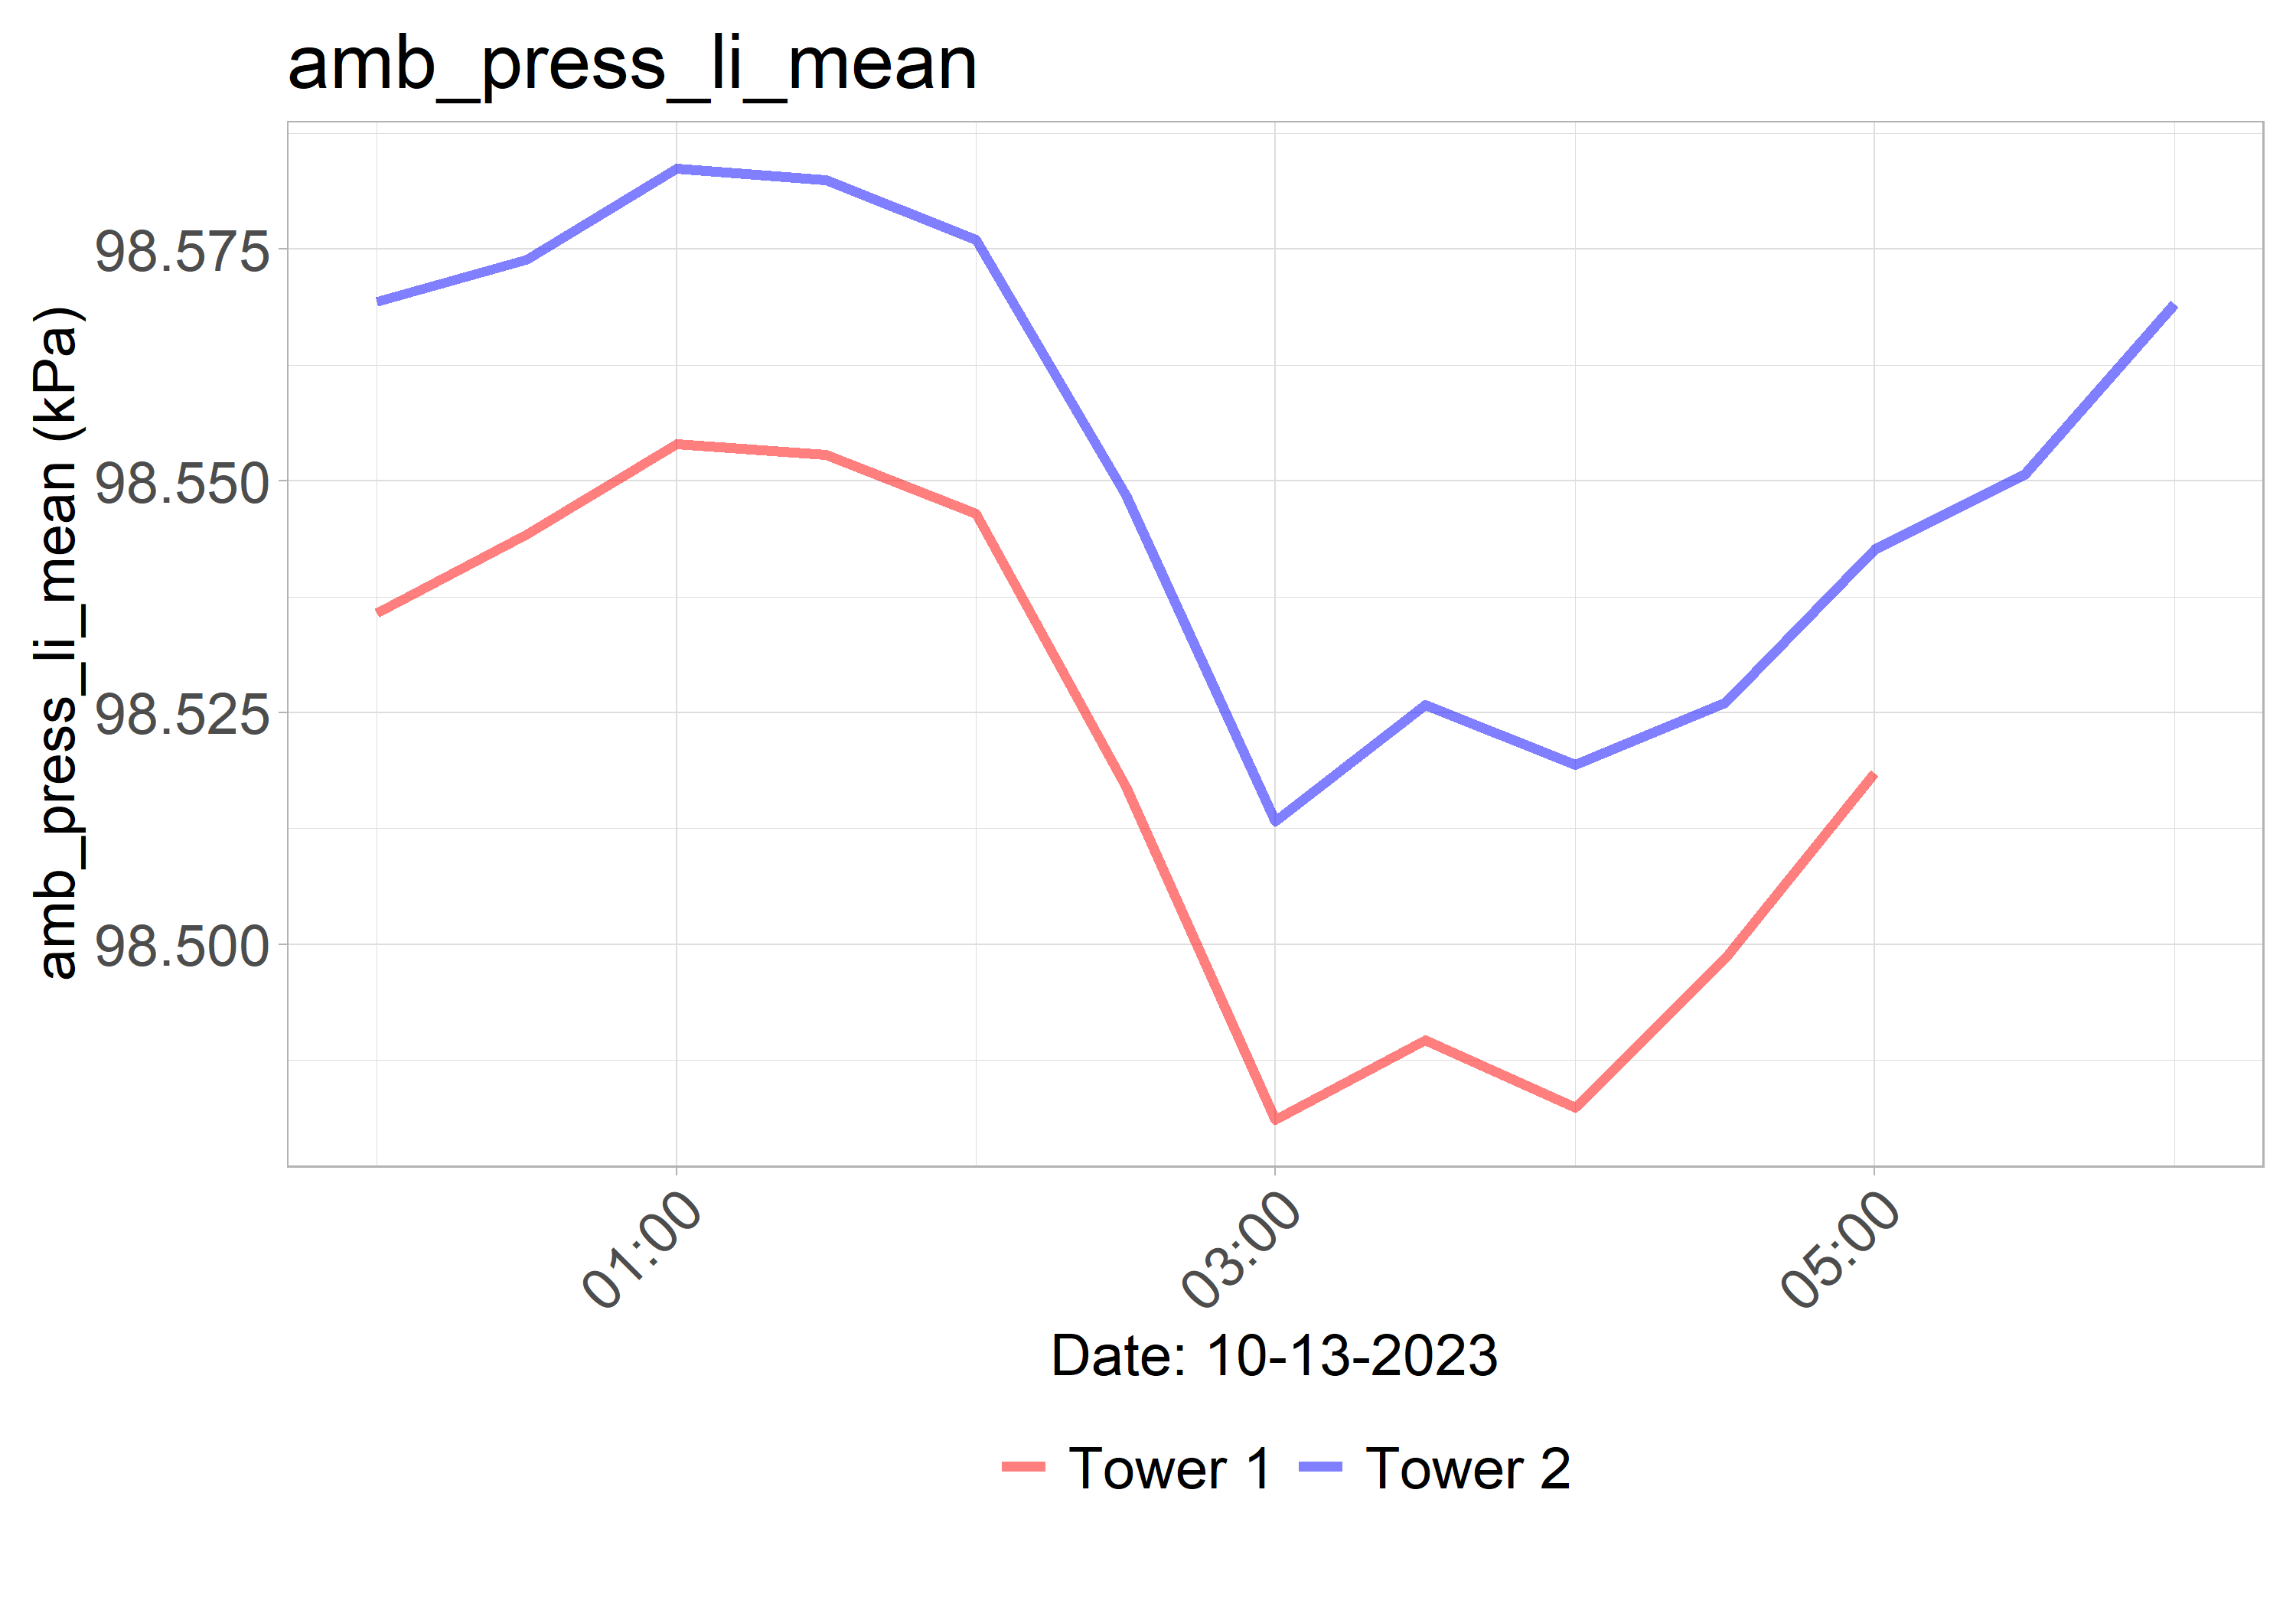 amb_press_li_mean
amb_press_li_mean (kPa)
98.575
98.550
98.525
98.500
01:00
03:00
05:00
Date: 10-13-2023
Tower 1
Tower 2